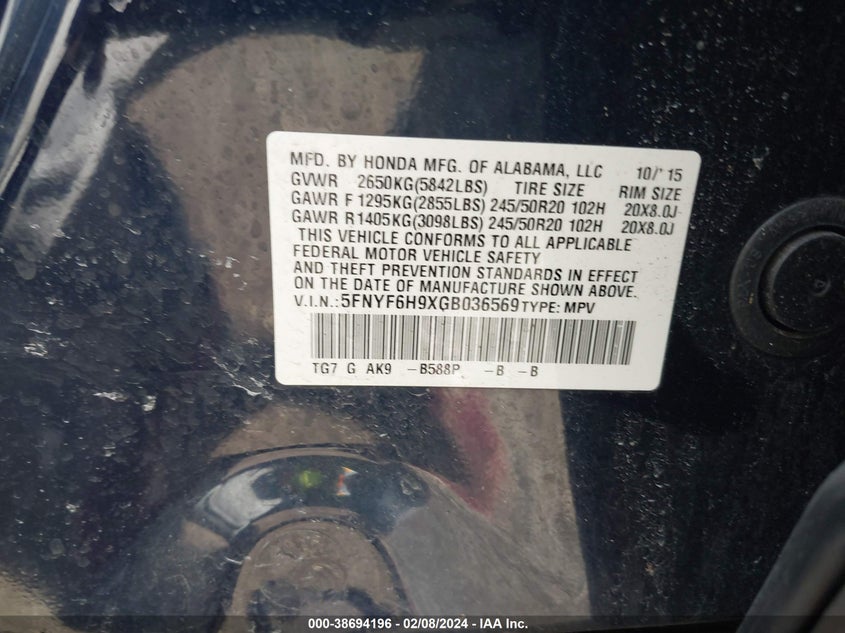 MFD. BY HONDA MFG. OF ALABAMA, LLC 10/'15
GVWR 2650KG(5842LBS) TIRE SIZE RIM SIZE
GAWR F 1295KG(2855LBS) 245/50R20 102H 20X8.0J
GAWR R 1405KG(3098LBS) 245/50R20 102H 20X8.0J
THIS VEHICLE CONFORMS TO ALL APPLICABLE
FEDERAL MOTOR VEHICLE SAFETY
AND THEFT PREVENTION STANDARDS IN EFFECT
ON THE DATE OF MANUFACTURE SHOWN ABOVE.
V.I.N.: 5FNYF6H9XGB036569 TYPE: MPV
TG7 G AK9 -B588P -B -B
000-38694196 - 02/08/2024 - IAA Inc.